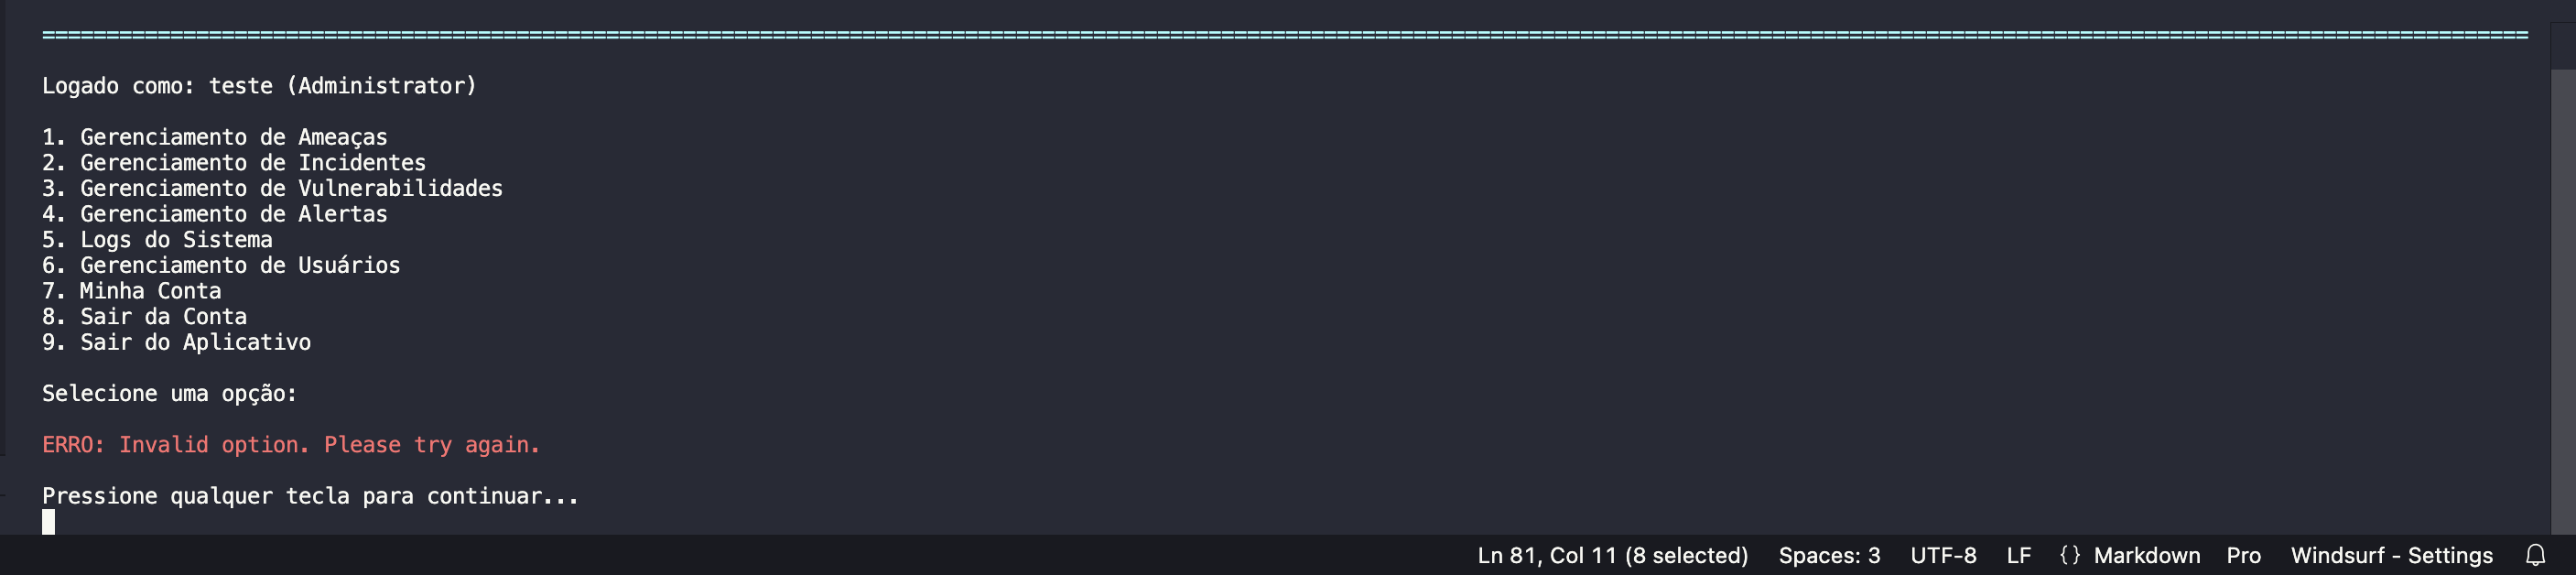 Logado como: teste (Administrator)
1. Gerenciamento de Ameaças
2. Gerenciamento de Incidentes
3. Gerenciamento de Vulnerabilidades
4. Gerenciamento de Alertas
5. Logs do Sistema
6. Gerenciamento de Usuários
7. Minha Conta
8. Sair da Conta
9. Sair do Aplicativo
Selecione uma opção:
ERRO: Invalid option. Please try again.
Pressione qualquer tecla para continuar...
Ln 81, Col 11 (8 selected) Spaces: 3 UTF-8 LF {} Markdown Pro Windsurf - Settings